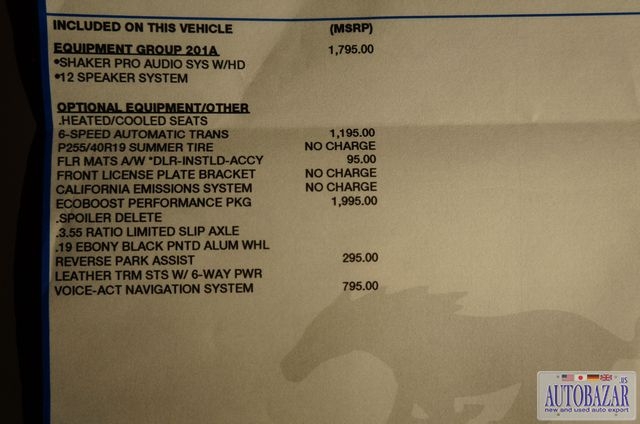 INCLUDED ON THIS VEHICLE (MSRP)
EQUIPMENT GROUP 201A 1,795.00
•SHAKER PRO AUDIO SYS W/HD
•12 SPEAKER SYSTEM
OPTIONAL EQUIPMENT/OTHER
.HEATED/COOLED SEATS
6-SPEED AUTOMATIC TRANS 1,195.00
P255/40R19 SUMMER TIRE NO CHARGE
FLR MATS A/W *DLR-INSTLD-ACCY 95.00
FRONT LICENSE PLATE BRACKET NO CHARGE
CALIFORNIA EMISSIONS SYSTEM NO CHARGE
ECOBOOST PERFORMANCE PKG 1,995.00
.SPOILER DELETE
.3.55 RATIO LIMITED SLIP AXLE
.19 EBONY BLACK PNTD ALUM WHL
REVERSE PARK ASSIST 295.00
LEATHER TRM STS W/ 6-WAY PWR
VOICE-ACT NAVIGATION SYSTEM 795.00
AUTOBAZAR.US
new and used auto export